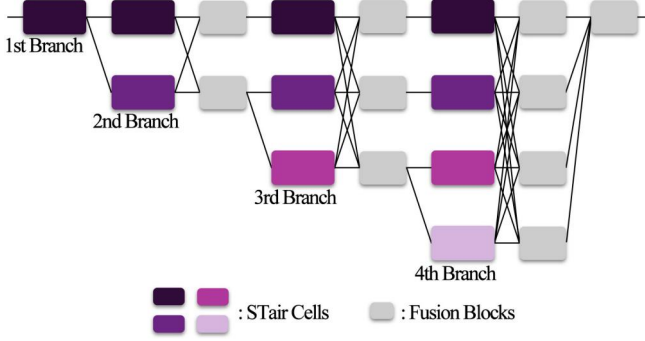 1st Branch
2nd Branch
3rd Branch
4th Branch
: STair Cells
: Fusion Blocks